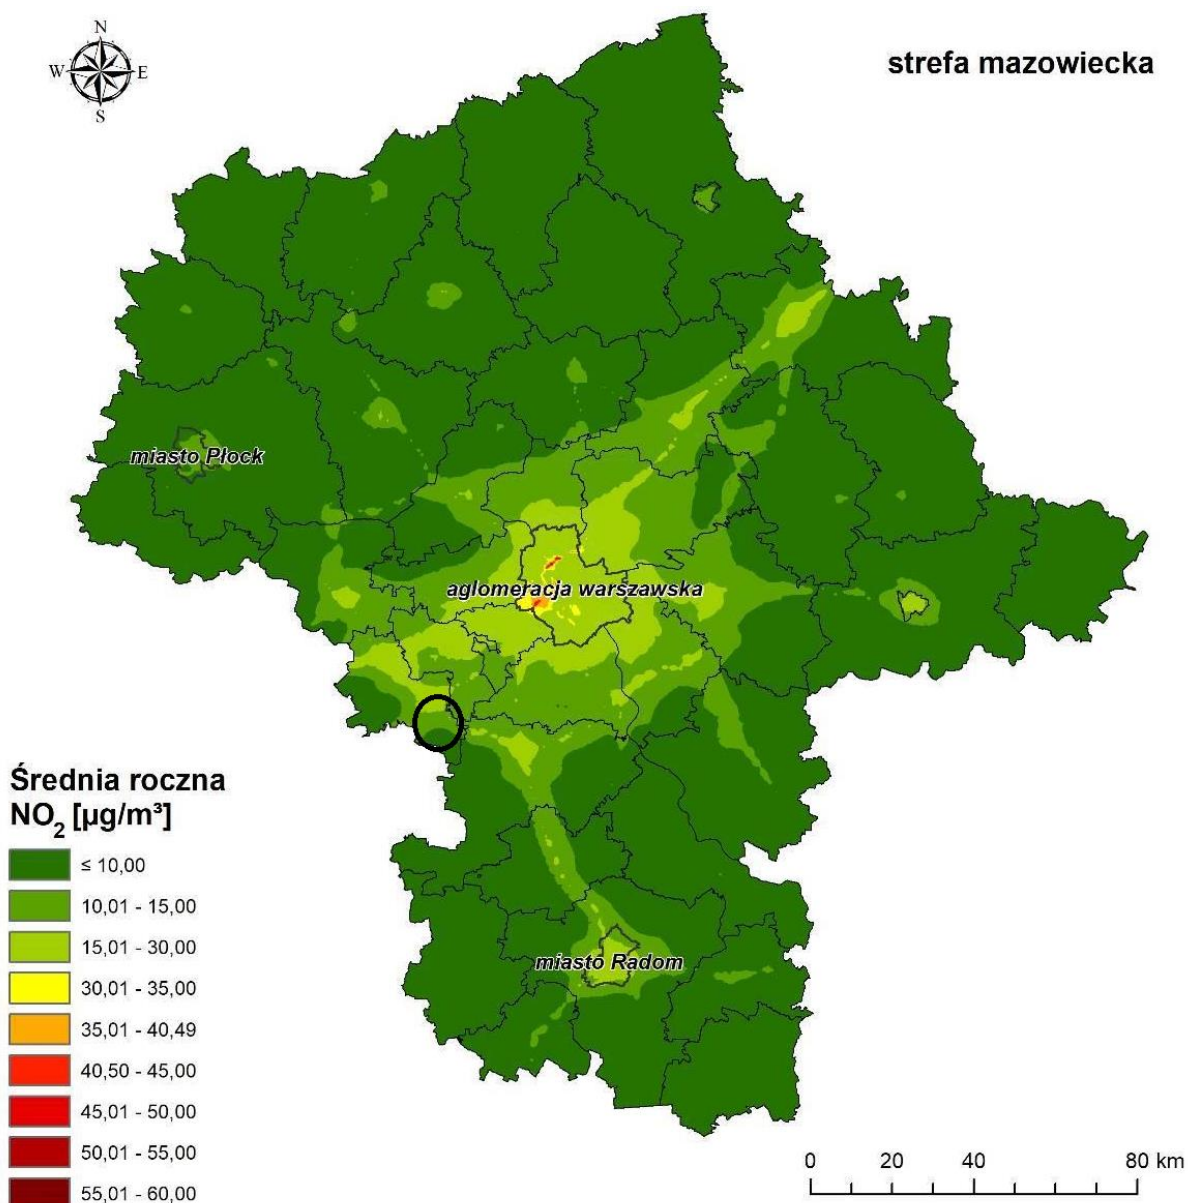 N
W E
S
strefa mazowiecka
miasto Płock
aglomeracja warszawska
miasto Radom
Średnia roczna
NO₂ [µg/m³]
≤ 10,00
10,01 - 15,00
15,01 - 30,00
30,01 - 35,00
35,01 - 40,49
40,50 - 45,00
45,01 - 50,00
50,01 - 55,00
55,01 - 60,00
0 20 40 80 km